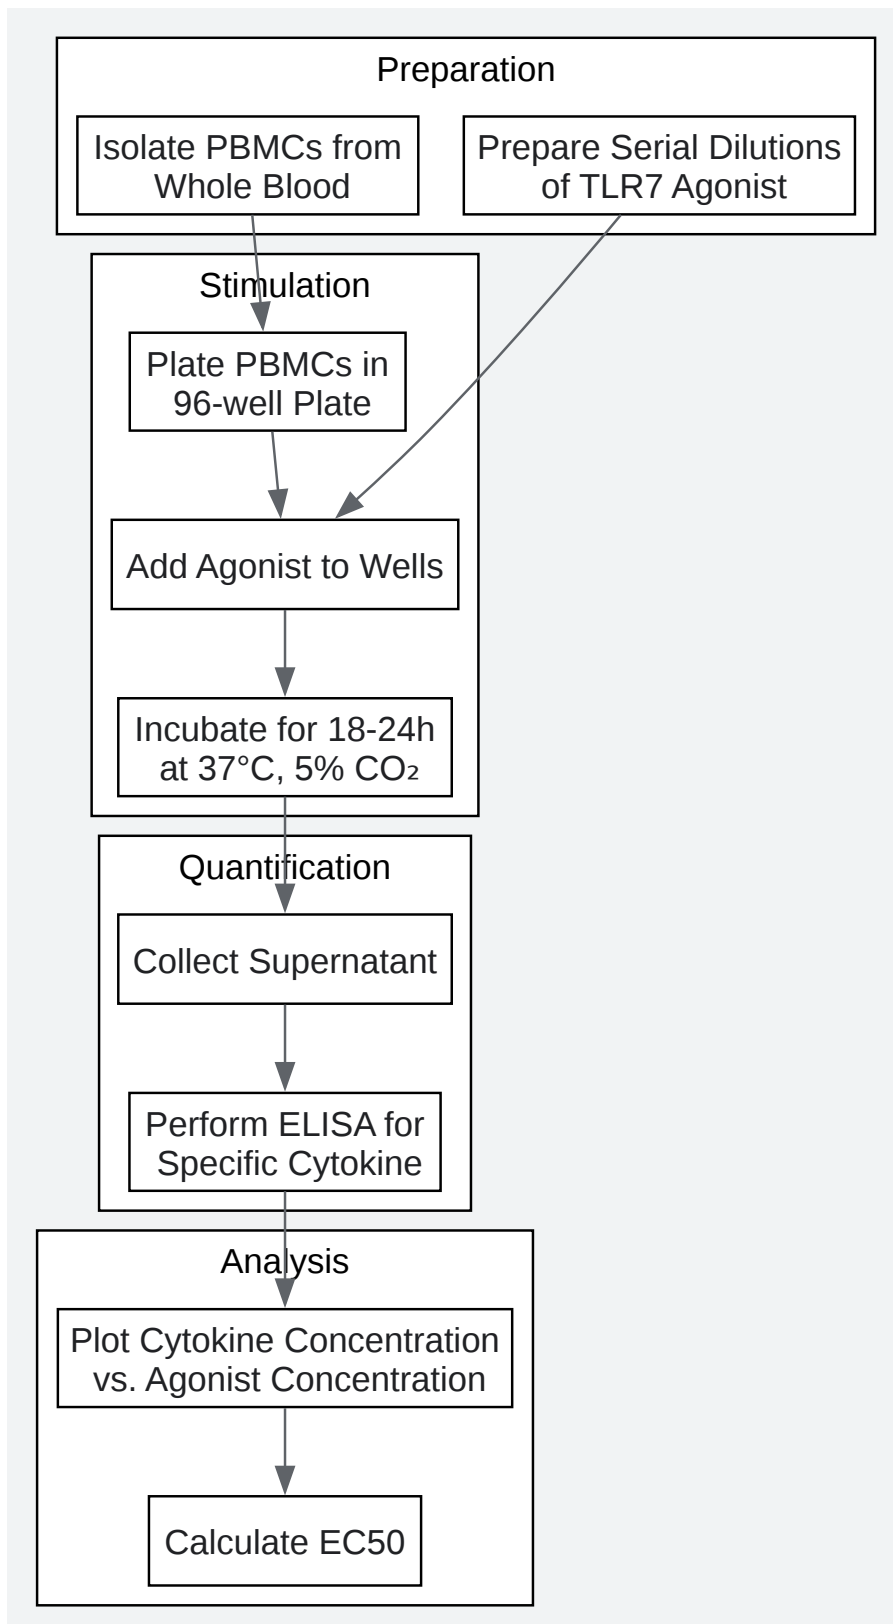 Preparation
Isolate PBMCs from
Whole Blood
Prepare Serial Dilutions
of TLR7 Agonist
Stimulation
Plate PBMCs in
96-well Plate
Add Agonist to Wells
Incubate for 18-24h
at 37°C, 5% CO₂
Quantification
Collect Supernatant
Perform ELISA for
Specific Cytokine
Analysis
Plot Cytokine Concentration
vs. Agonist Concentration
Calculate EC50